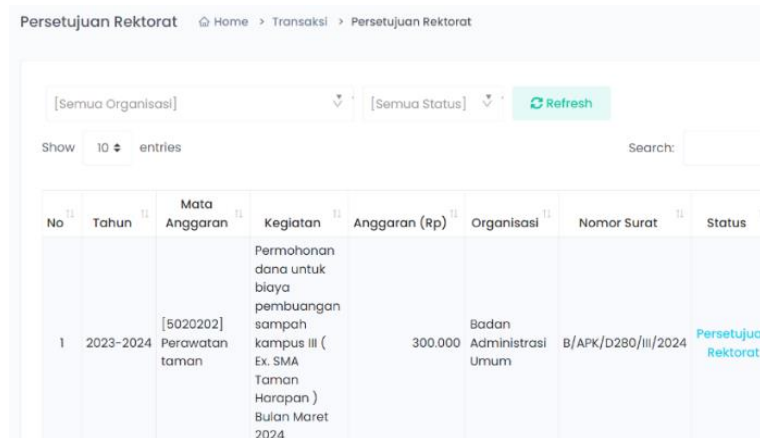 Persetujuan Rektorat Home > Transaksi > Persetujuan Rektorat
[Semua Organisasi] [Semua Status] Refresh
Show 10 entries Search:
No Tahun Mata Anggaran Kegiatan Anggaran (Rp) Organisasi Nomor Surat Status
1 2023-2024 [5020202] Perawatan taman Permohonan dana untuk biaya pembuangan sampah kampus III ( Ex. SMA Taman Harapan ) Bulan Maret 2024 300.000 Badan Administrasi Umum B/APK/D280/III/2024 Persetujuan Rektorat